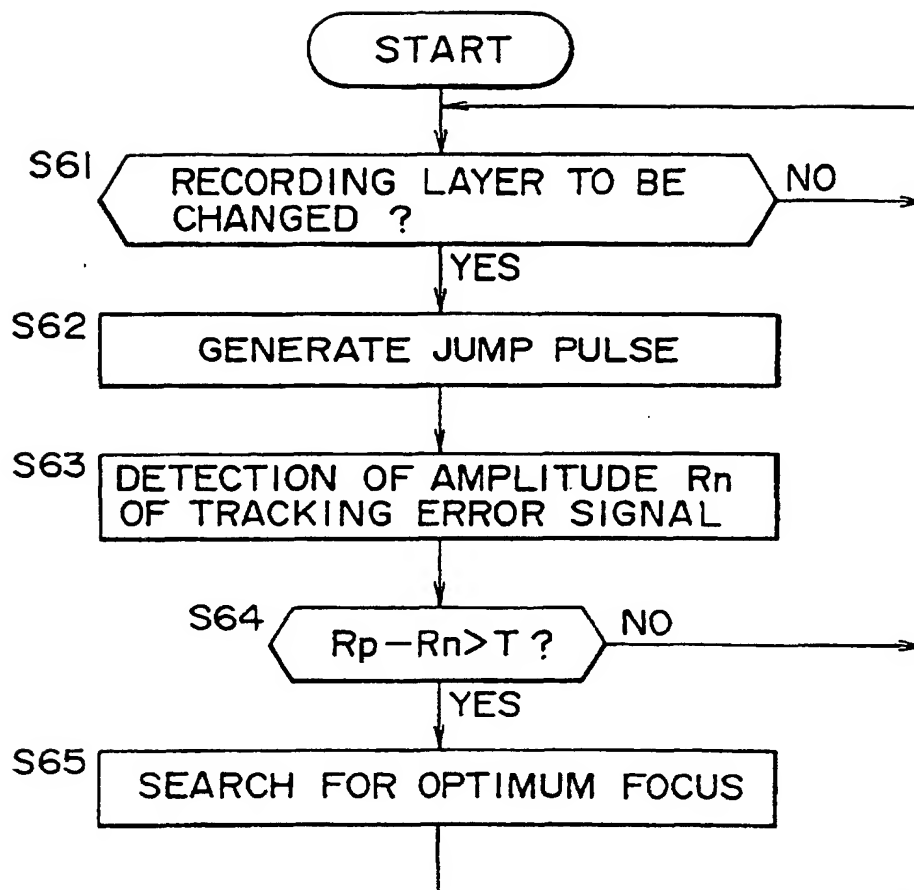 START
S61
RECORDING LAYER TO BE
CHANGED ?
NO
YES
S62
GENERATE JUMP PULSE
S63
DETECTION OF AMPLITUDE Rn
OF TRACKING ERROR SIGNAL
S64
Rp-Rn>T ?
NO
YES
S65
SEARCH FOR OPTIMUM FOCUS